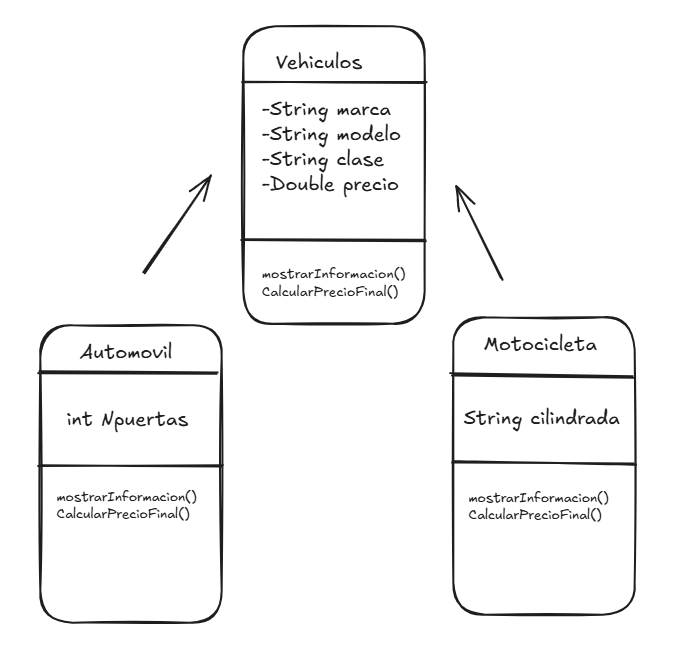 Vehiculos
-String marca
-String modelo
-String clase
-Double precio
mostrarInformacion()
CalcularPrecioFinal()
Automovil
int Npuertas
mostrarInformacion()
CalcularPrecioFinal()
Motocicleta
String cilindrada
mostrarInformacion()
CalcularPrecioFinal()